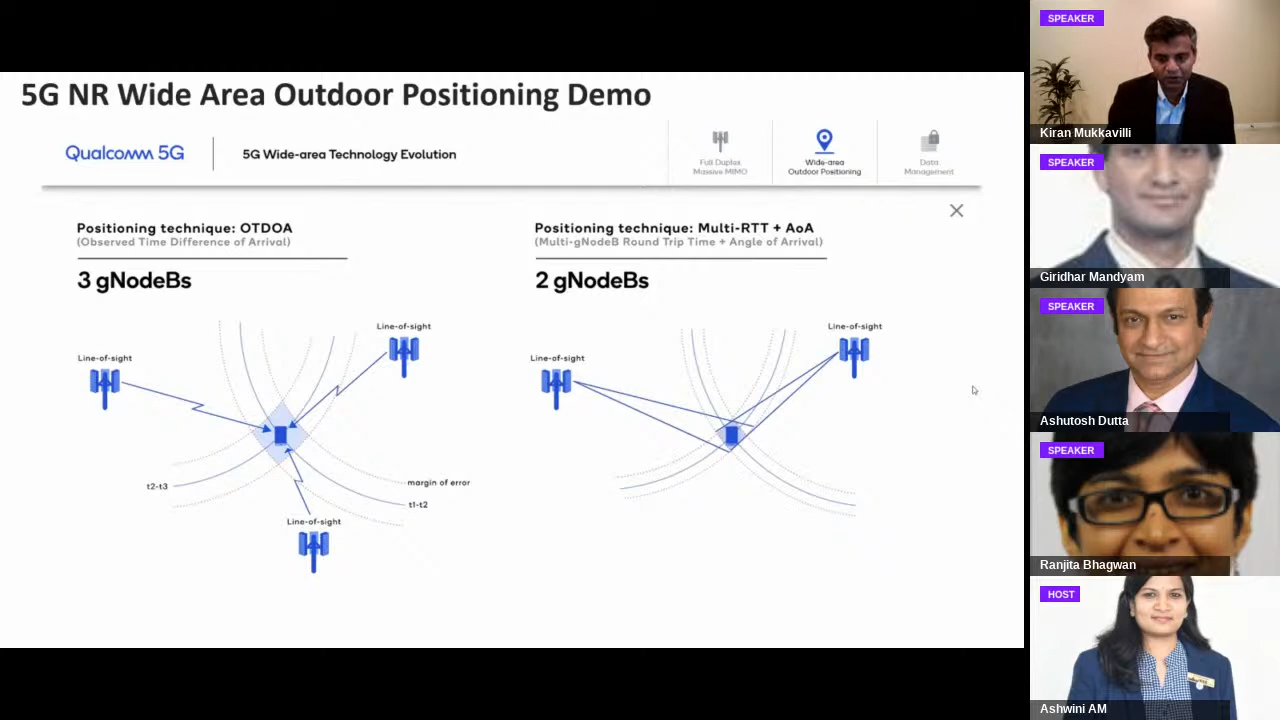 5G NR Wide Area Outdoor Positioning Demo
Qualcomm 5G
5G Wide-area Technology Evolution
Full Duplex
Massive MIMO
Wide-area
Outdoor Positioning
Data
Management
Positioning technique: OTDOA
(Observed Time Difference of Arrival)
3 gNodeBs
Line-of-sight
Line-of-sight
t2-t3
margin of error
t1-t2
Line-of-sight
Positioning technique: Multi-RTT + AoA
(Multi-gNodeB Round Trip Time + Angle of Arrival)
2 gNodeBs
Line-of-sight
Line-of-sight
SPEAKER
Kiran Mukkavilli
SPEAKER
Giridhar Mandyam
SPEAKER
Ashutosh Dutta
SPEAKER
Ranjita Bhagwan
HOST
Ashwini AM